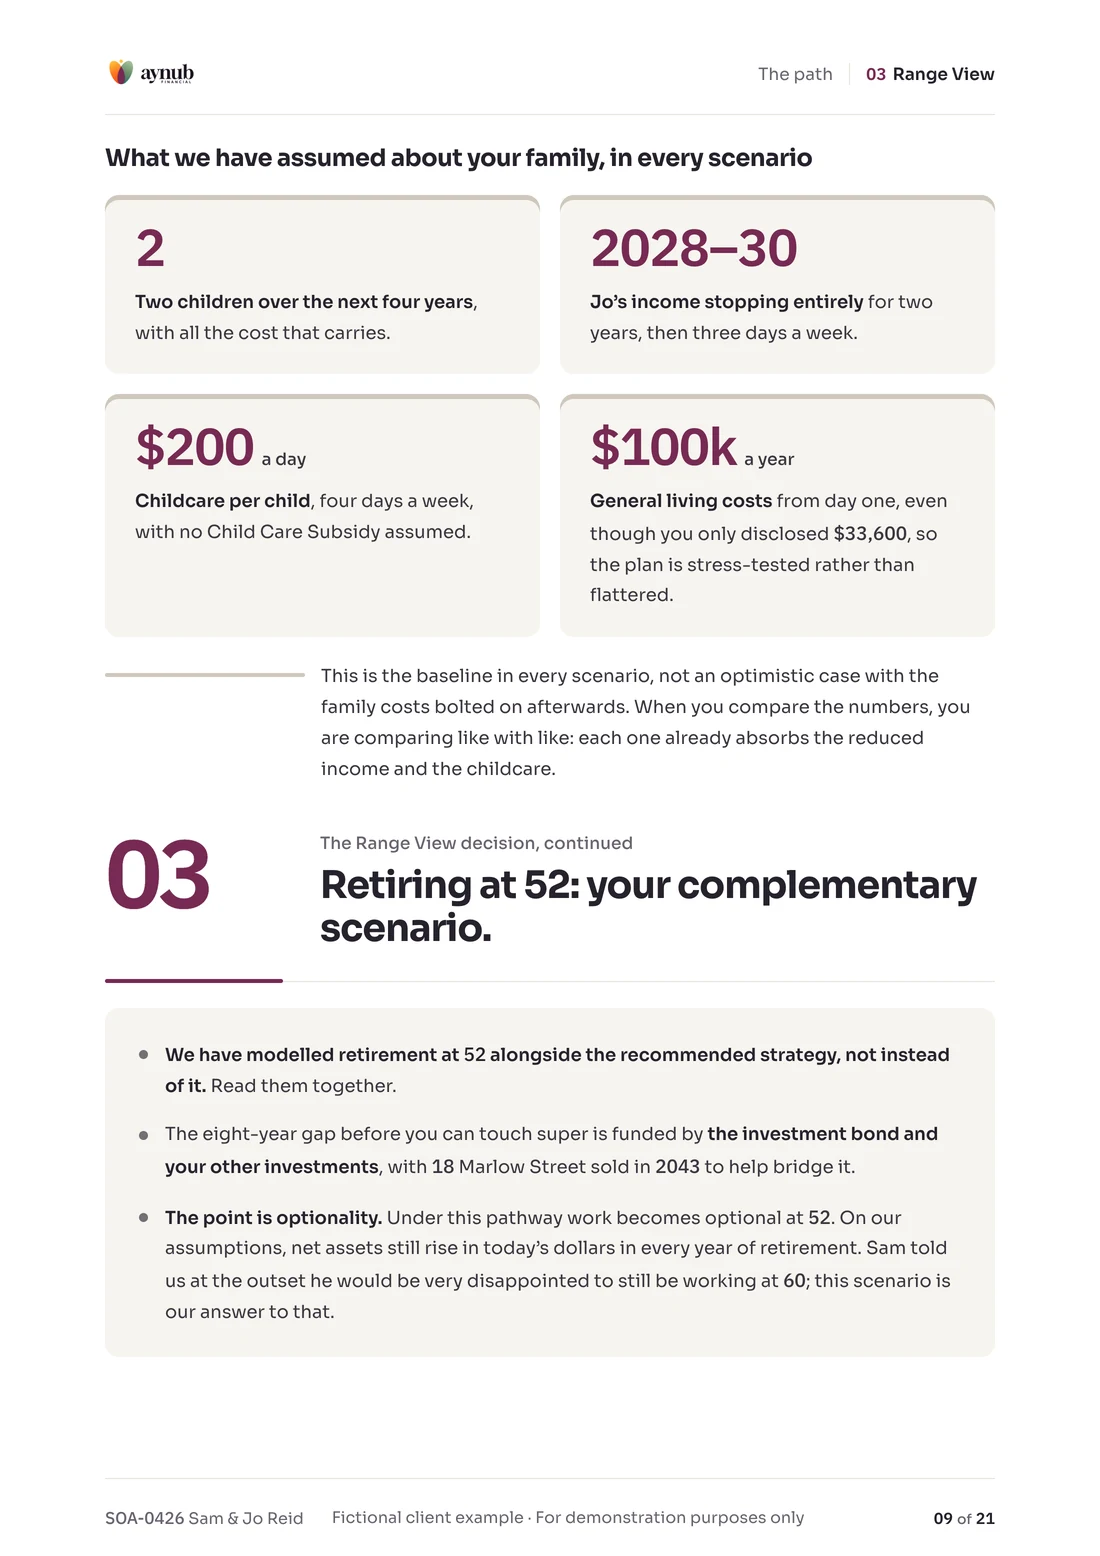 aynub
FINANCIAL
The path
03 Range View
What we have assumed about your family, in every scenario
2
Two children over the next four years,
with all the cost that carries.
2028–30
Jo’s income stopping entirely for two
years, then three days a week.
$200 a day
Childcare per child, four days a week,
with no Child Care Subsidy assumed.
$100k a year
General living costs from day one, even
though you only disclosed $33,600, so
the plan is stress-tested rather than
flattered.
This is the baseline in every scenario, not an optimistic case with the
family costs bolted on afterwards. When you compare the numbers, you
are comparing like with like: each one already absorbs the reduced
income and the childcare.
03
The Range View decision, continued
Retiring at 52: your complementary
scenario.
We have modelled retirement at 52 alongside the recommended strategy, not instead
of it. Read them together.
The eight-year gap before you can touch super is funded by the investment bond and
your other investments, with 18 Marlow Street sold in 2043 to help bridge it.
The point is optionality. Under this pathway work becomes optional at 52. On our
assumptions, net assets still rise in today’s dollars in every year of retirement. Sam told
us at the outset he would be very disappointed to still be working at 60; this scenario is
our answer to that.
SOA-0426 Sam & Jo Reid
Fictional client example · For demonstration purposes only
09 of 21